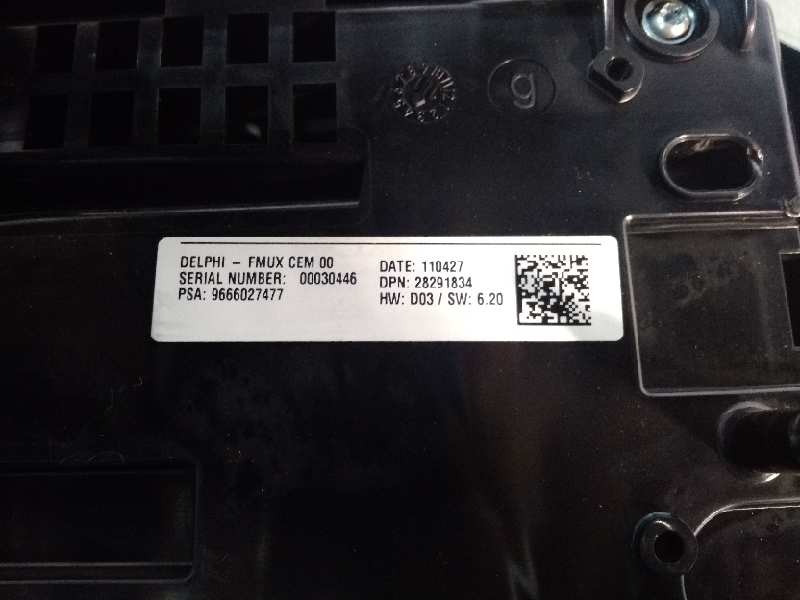 g
DELPHI - FMUX CEM 00
SERIAL NUMBER: 00030446
PSA: 9666027477
DATE: 110427
DPN: 28291834
HW: D03 / SW: 6.20